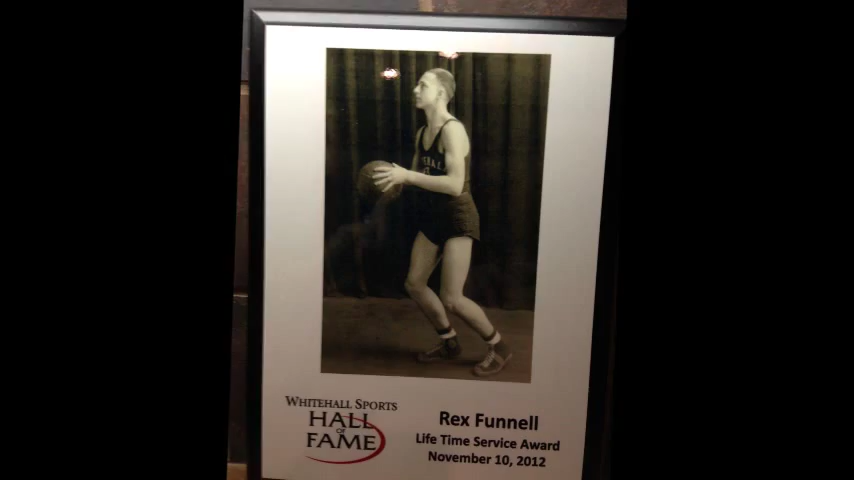 WHITEHALL SPORTS
HALL
OF
FAME
Rex Funnell
Life Time Service Award
November 10, 2012